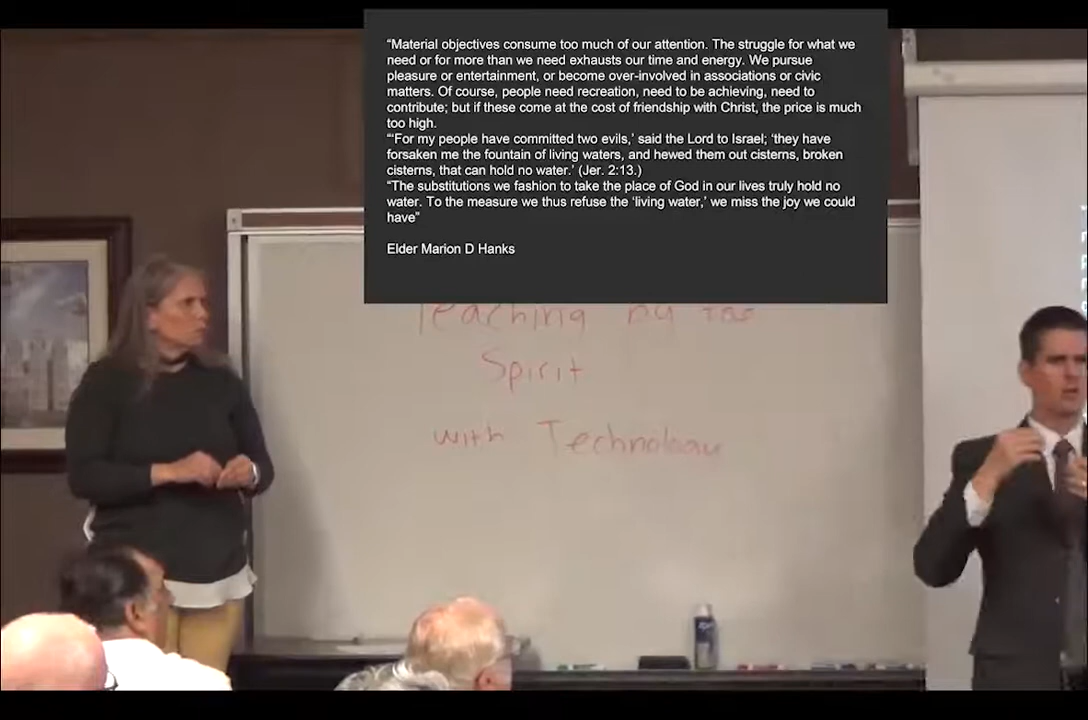 “Material objectives consume too much of our attention. The struggle for what we
need or for more than we need exhausts our time and energy. We pursue
pleasure or entertainment, or become over-involved in associations or civic
matters. Of course, people need recreation, need to be achieving, need to
contribute; but if these come at the cost of friendship with Christ, the price is much
too high.
“‘For my people have committed two evils,’ said the Lord to Israel; ‘they have
forsaken me the fountain of living waters, and hewed them out cisterns, broken
cisterns, that can hold no water.’ (Jer. 2:13.)
“The substitutions we fashion to take the place of God in our lives truly hold no
water. To the measure we thus refuse the ‘living water,’ we miss the joy we could
have”
Elder Marion D Hanks
Teaching by the
Spirit
with Technology